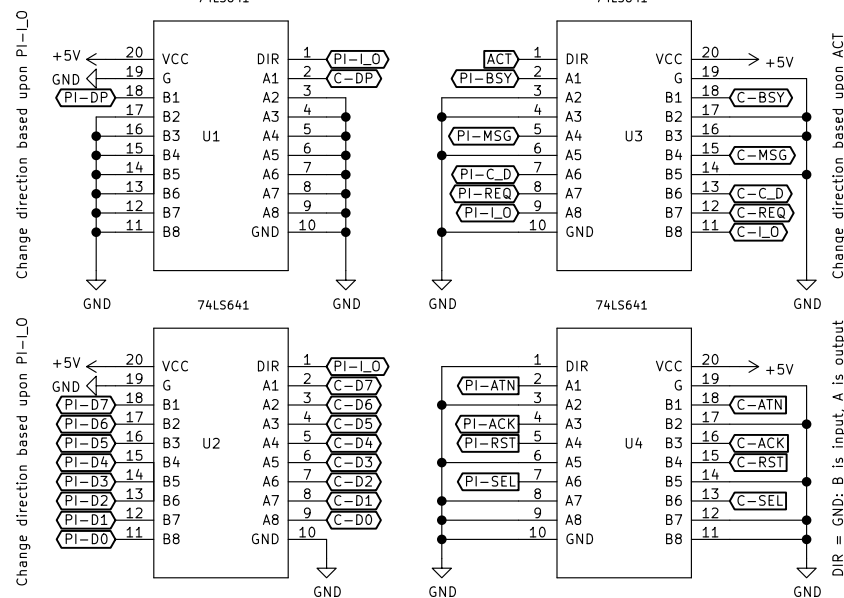 74LS641
74LS641
Change direction based upon PI-I_O
+5V
20 VCC DIR 1 PI-I_O
GND 19 G A1 2 C-DP
PI-DP 18 B1 A2 3
17 B2 A3 4
16 B3 U1 A4 5
15 B4 A5 6
14 B5 A6 7
13 B6 A7 8
12 B7 A8 9
11 B8 GND 10
GND
GND
ACT 1 DIR VCC 20 +5V
PI-BSY 2 A1 G 19
3 A2 B1 18 C-BSY
4 A3 B2 17
PI-MSG 5 A4 U3 B3 16
6 A5 B4 15 C-MSG
PI-C_D 7 A6 B5 14
PI-REQ 8 A7 B6 13 C-C_D
PI-I_O 9 A8 B7 12 C-REQ
10 GND B8 11 C-I_O
GND
GND
Change direction based upon ACT
74LS641
74LS641
Change direction based upon PI-I_O
+5V 20 VCC DIR 1 PI-I_O
GND 19 G A1 2 C-D7
PI-D7 18 B1 A2 3 C-D6
PI-D6 17 B2 A3 4 C-D5
PI-D5 16 B3 U2 A4 5 C-D4
PI-D4 15 B4 A5 6 C-D3
PI-D3 14 B5 A6 7 C-D2
PI-D2 13 B6 A7 8 C-D1
PI-D1 12 B7 A8 9 C-D0
PI-D0 11 B8 GND 10
GND
1 DIR VCC 20 +5V
PI-ATN 2 A1 G 19
3 A2 B1 18 C-ATN
PI-ACK 4 A3 B2 17
PI-RST 5 A4 U4 B3 16 C-ACK
6 A5 B4 15 C-RST
PI-SEL 7 A6 B5 14
8 A7 B6 13 C-SEL
9 A8 B7 12
10 GND B8 11
GND
GND
DIR = GND: B is input, A is output